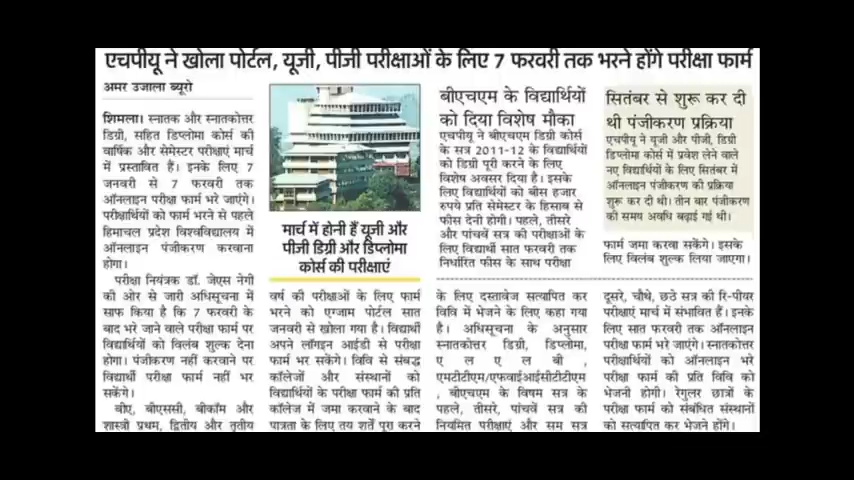 एचपीयू ने खोला पोर्टल, यूजी, पीजी परीक्षाओं के लिए 7 फरवरी तक भरने होंगे परीक्षा फार्म
अमर उजाला ब्यूरो
शिमला। स्नातक और स्नातकोत्तर
डिग्री, सहित डिप्लोमा कोर्स की
वार्षिक और सेमेस्टर परीक्षाएं मार्च
में प्रस्तावित हैं। इनके लिए 7
जनवरी से 7 फरवरी तक
ऑनलाइन परीक्षा फार्म भरे जाएंगे।
परीक्षार्थियों को फार्म भरने से पहले
हिमाचल प्रदेश विश्वविद्यालय में
ऑनलाइन पंजीकरण करवाना
होगा।
परीक्षा नियंत्रक डॉ. जेएस नेगी
की ओर से जारी अधिसूचना में
साफ किया है कि 7 फरवरी के
बाद भरे जाने वाले परीक्षा फार्म पर
विद्यार्थियों को विलंब शुल्क देना
होगा। पंजीकरण नहीं करवाने पर
विद्यार्थी परीक्षा फार्म नहीं भर
सकेंगे।
बीए, बीएससी, बीकॉम और
शास्त्री प्रथम, द्वितीय और तृतीय
मार्च में होनी हैं यूजी और
पीजी डिग्री और डिप्लोमा
कोर्स की परीक्षाएं
वर्ष की परीक्षाओं के लिए फार्म
भरने को एग्जाम पोर्टल सात
जनवरी से खोला गया है। विद्यार्थी
अपने लॉगइन आईडी से परीक्षा
फार्म भर सकेंगे। विवि से संबद्ध
कॉलेजों और संस्थानों को
विद्यार्थियों के परीक्षा फार्म की प्रति
कॉलेज में जमा करवाने के बाद
पात्रता के लिए तय शर्तें पूरा करने
बीएचएम के विद्यार्थियों
को दिया विशेष मौका
एचपीयू ने बीएचएम डिग्री कोर्स
के सत्र 2011-12 के विद्यार्थियों
को डिग्री पूरी करने के लिए
विशेष अवसर दिया है। इसके
लिए विद्यार्थियों को बीस हजार
रुपये प्रति सेमेस्टर के हिसाब से
फीस देनी होगी। पहले, तीसरे
और पांचवें सत्र की परीक्षाओं के
लिए विद्यार्थी सात फरवरी तक
निर्धारित फीस के साथ परीक्षा
सितंबर से शुरू कर दी
थी पंजीकरण प्रक्रिया
एचपीयू ने यूजी और पीजी, डिग्री
डिप्लोमा कोर्स में प्रवेश लेने वाले
नए विद्यार्थियों के लिए सितंबर में
ऑनलाइन पंजीकरण की प्रक्रिया
शुरू कर दी थी। तीन बार पंजीकरण
की समय अवधि बढ़ाई गई थी।
फार्म जमा करवा सकेंगे। इसके
लिए विलंब शुल्क लिया जाएगा।
के लिए दस्तावेज सत्यापित कर
विवि में भेजने के लिए कहा गया
है। अधिसूचना के अनुसार
स्नातकोत्तर डिग्री, डिप्लोमा,
ए ल ए ल बी ,
एमटीटीएम/एफवाईआईसीटीटीएम
, बीएचएम के विषम सत्र के
पहले, तीसरे, पांचवें सत्र की
नियमित परीक्षाएं और सम सत्र
दूसरे, चौथे, छठे सत्र की रि-पीयर
परीक्षाएं मार्च में संभावित हैं। इनके
लिए सात फरवरी तक ऑनलाइन
परीक्षा फार्म भरे जाएंगे। स्नातकोत्तर
परीक्षार्थियों को ऑनलाइन भरे
परीक्षा फार्म की प्रति विवि को
भेजनी होगी। रेगुलर छात्रों के
परीक्षा फार्म को संबंधित संस्थानों
को सत्यापित कर भेजने होंगे।